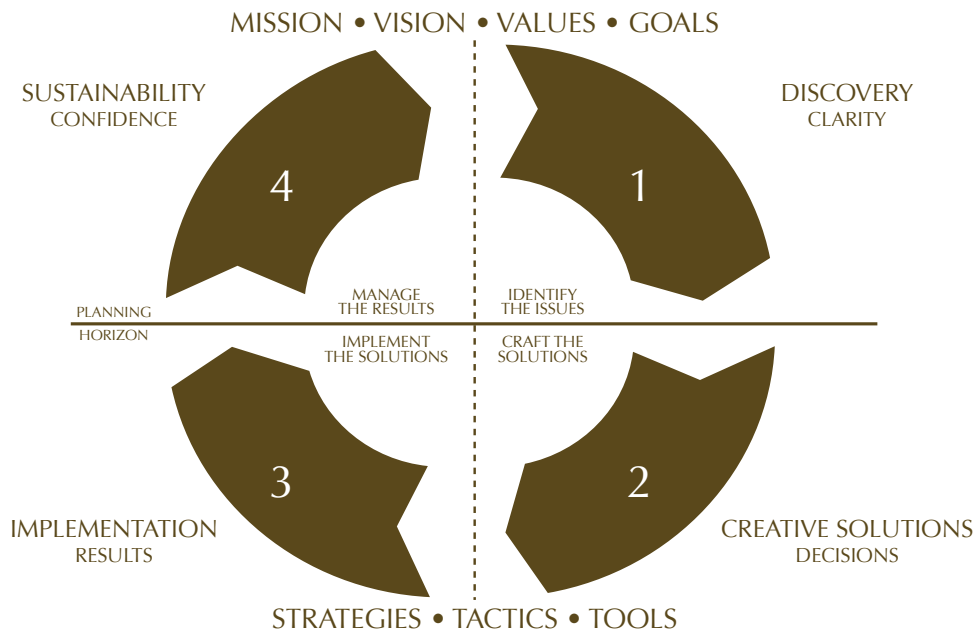 MISSION • VISION • VALUES • GOALS
SUSTAINABILITY
CONFIDENCE
DISCOVERY
CLARITY
4
1
MANAGE
THE RESULTS
IDENTIFY
THE ISSUES
PLANNING
HORIZON
IMPLEMENT
THE SOLUTIONS
CRAFT THE
SOLUTIONS
3
2
IMPLEMENTATION
RESULTS
CREATIVE SOLUTIONS
DECISIONS
STRATEGIES • TACTICS • TOOLS